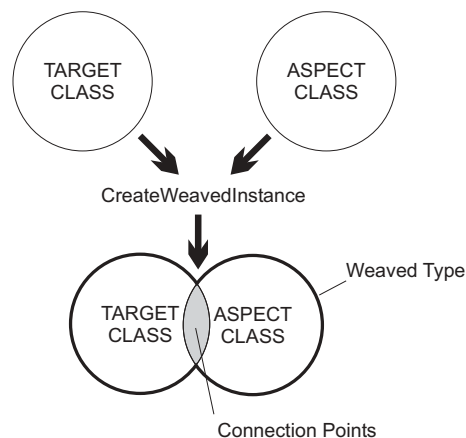 TARGET
CLASS
ASPECT
CLASS
CreateWeavedInstance
Weaved Type
TARGET
CLASS
ASPECT
CLASS
Connection Points